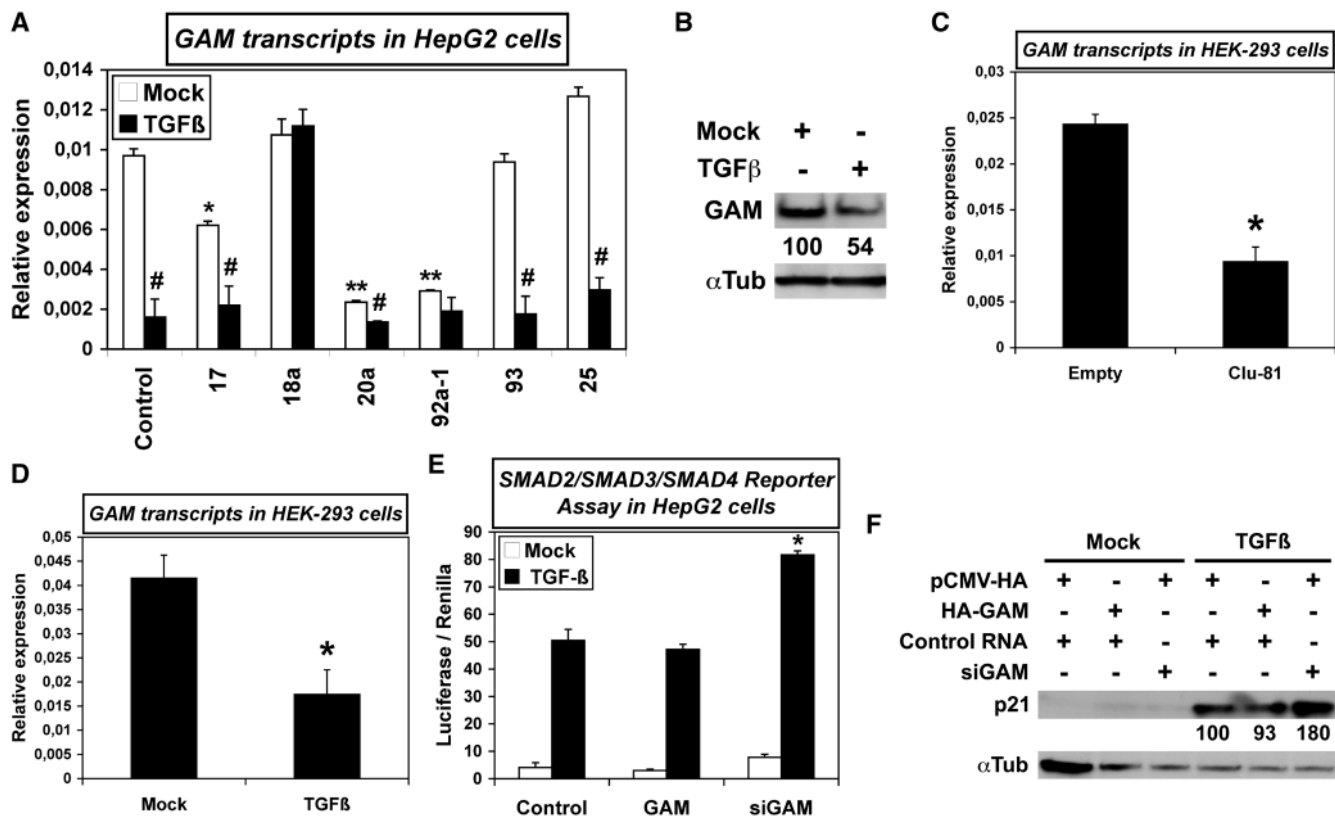 A
GAM transcripts in HepG2 cells
Relative expression
0,014
0,012
0,01
0,008
0,006
0,004
0,002
0
Mock
TGFß
#
*
#
**
#
**
#
#
Control
17
18a
20a
92a-1
93
25
B
Mock + -
TGFβ - +
GAM
100 54
αTub
C
GAM transcripts in HEK-293 cells
Relative expression
0,03
0,025
0,02
0,015
0,01
0,005
0
*
Empty Clu-81
D
GAM transcripts in HEK-293 cells
Relative expression
0,05
0,045
0,04
0,035
0,03
0,025
0,02
0,015
0,01
0,005
0
*
Mock TGFß
E
SMAD2/SMAD3/SMAD4 Reporter
Assay in HepG2 cells
Luciferase / Renilla
90
80
70
60
50
40
30
20
10
0
Mock
TGF-ß
*
Control GAM siGAM
F
Mock TGFß
pCMV-HA + - + + - +
HA-GAM - + - - + -
Control RNA + + - + + -
siGAM - - + - - +
p21
100 93 180
αTub